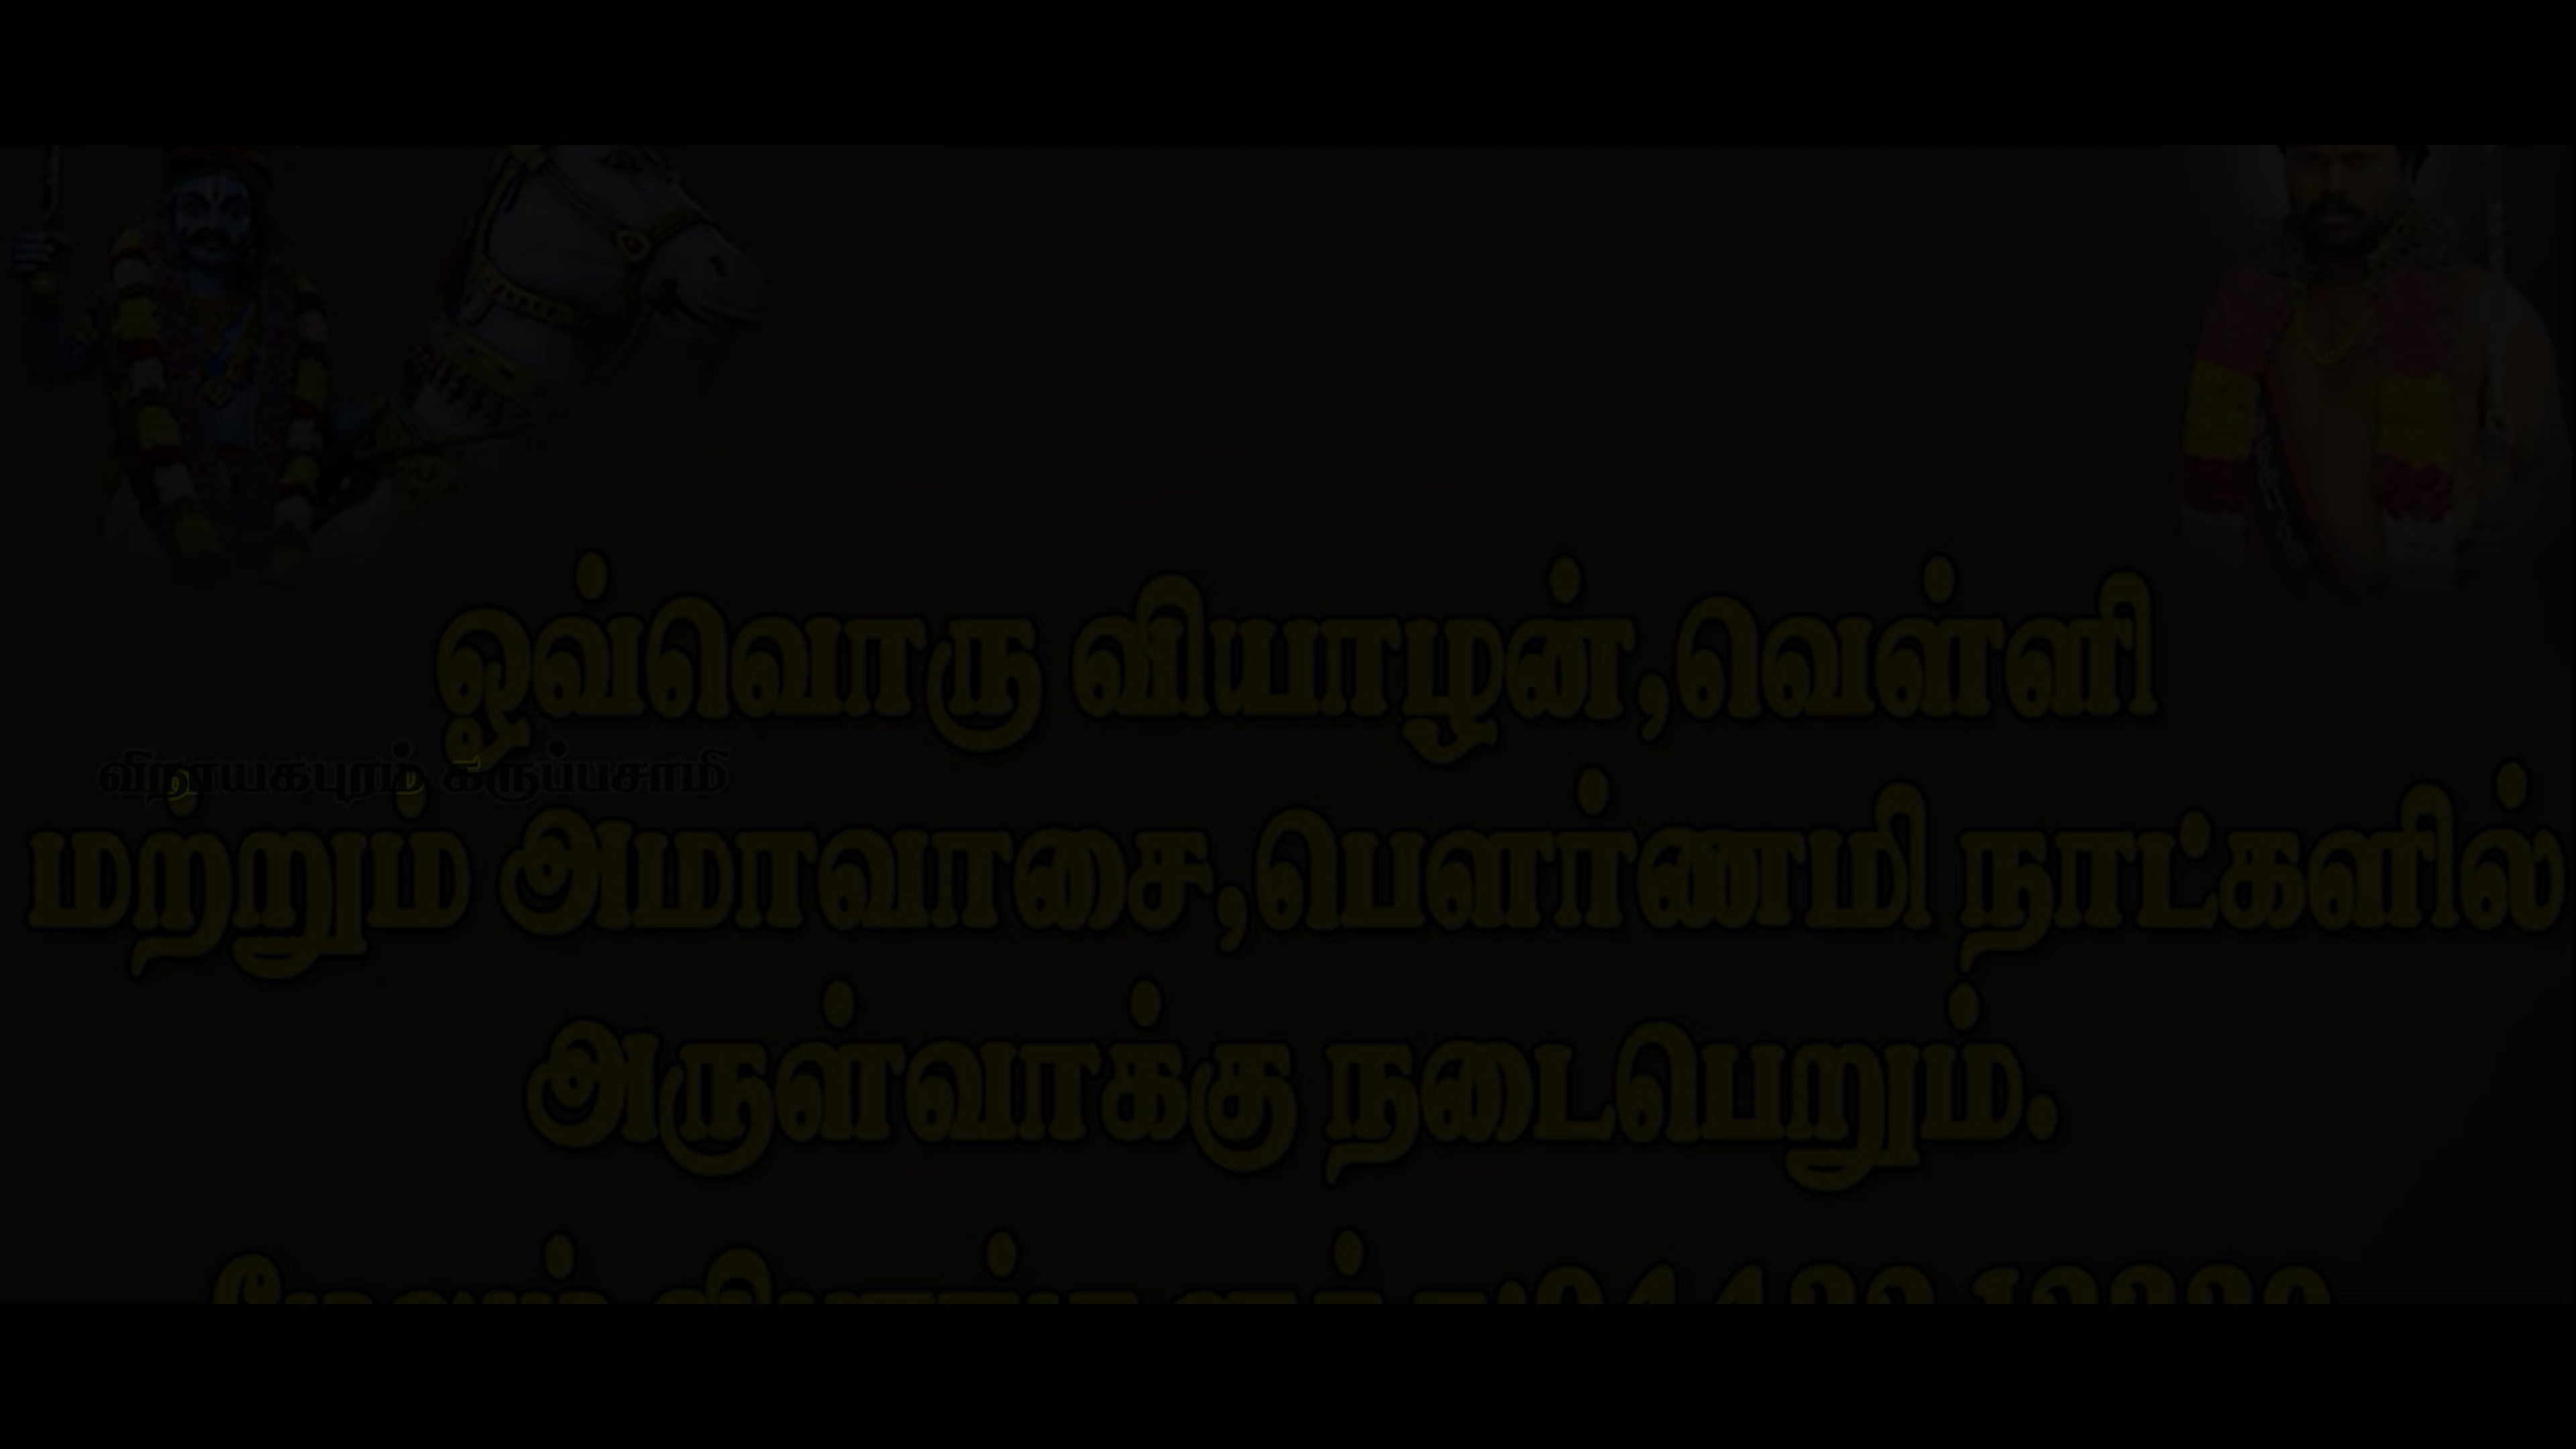 ஒவ்வொரு வியாழன்,வெள்ளி
விநாயகபுரம் கருப்பசாமி
மற்றும் அமாவாசை,பௌர்ணமி நாட்களில்
அருள்வாக்கு நடைபெறும்.